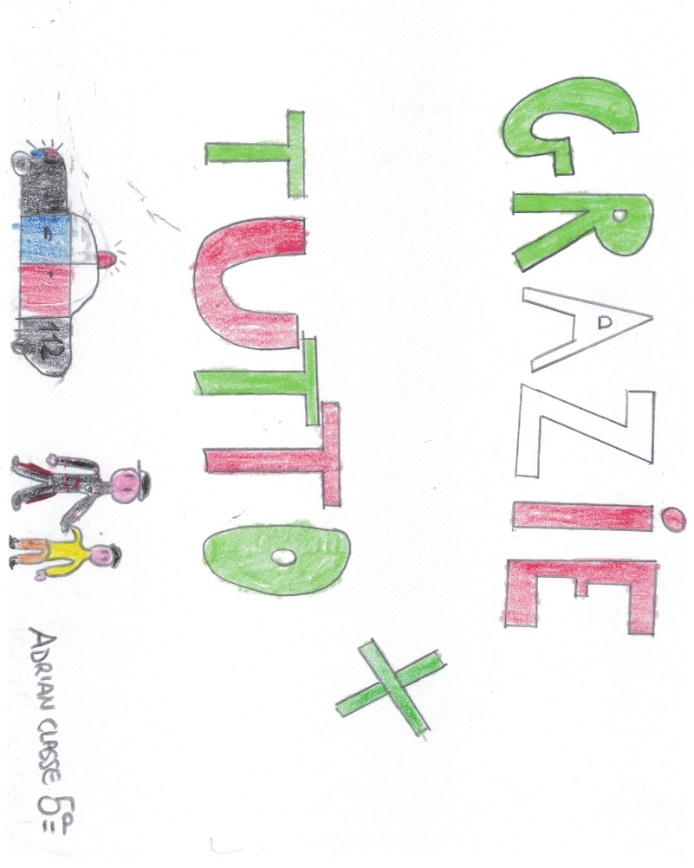 GRAZiE
X
TUTTO
112
ADRIAN CLASSE 5ª